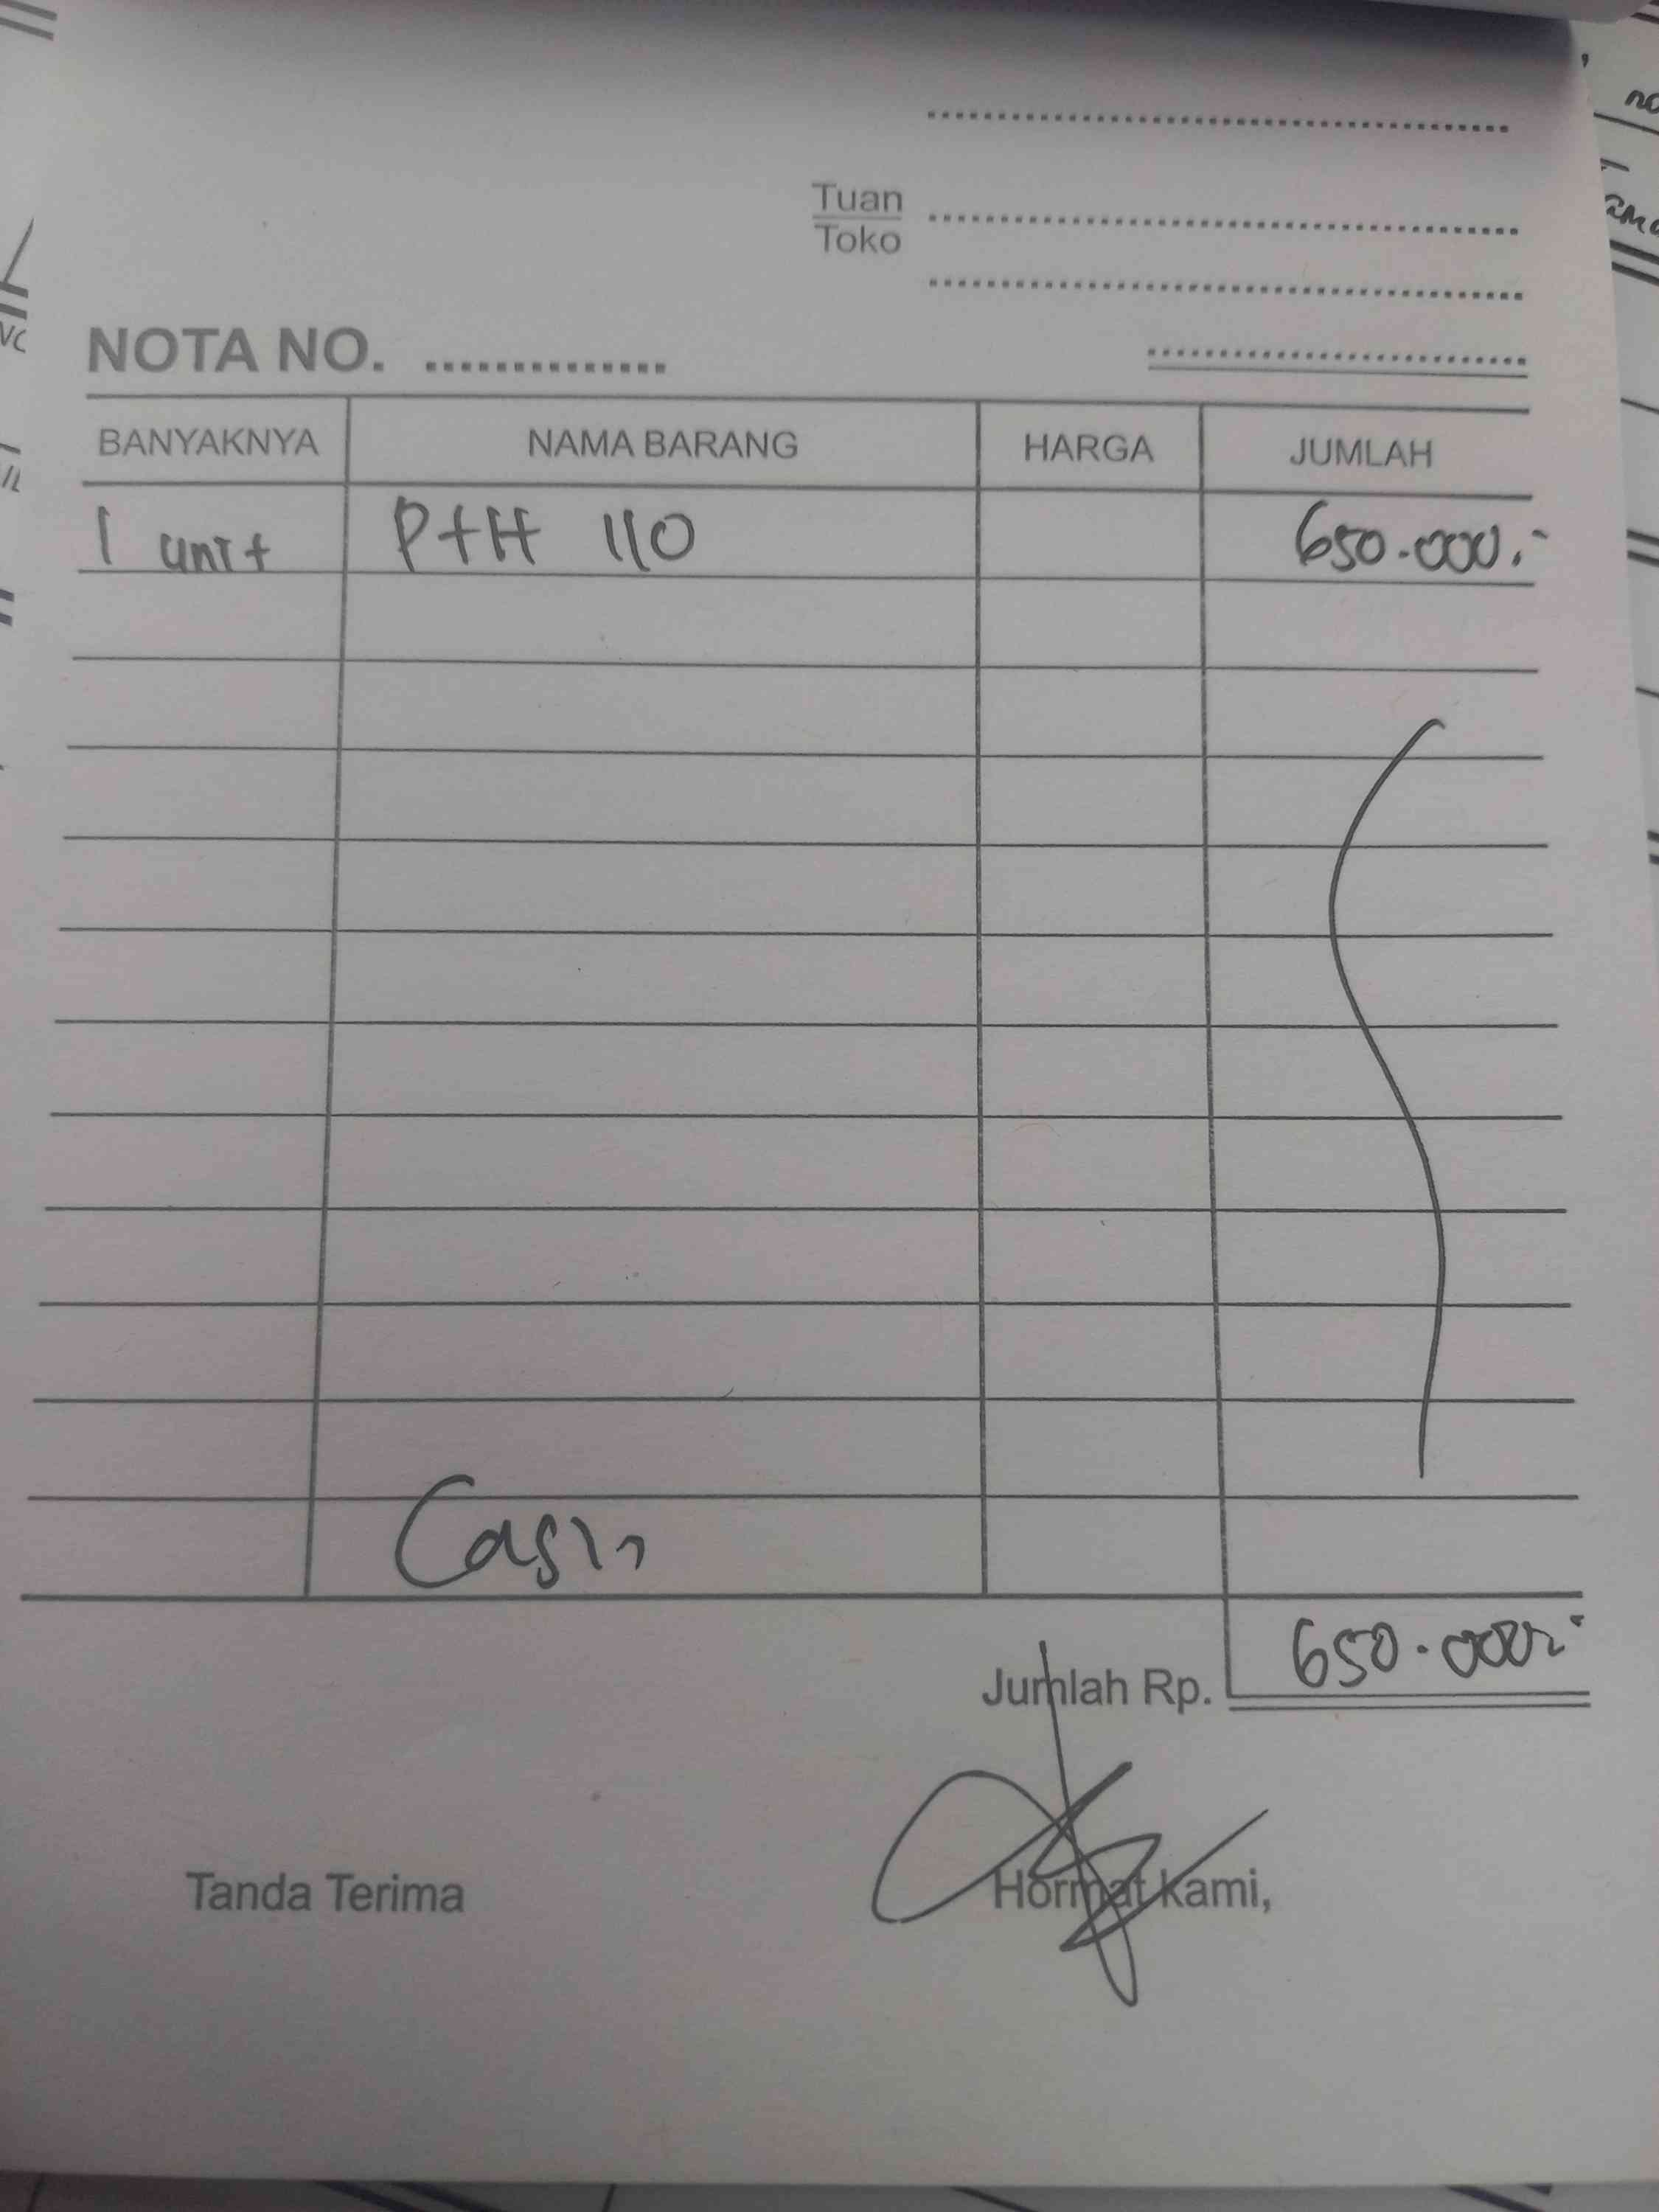 Tuan
Toko
NOTA NO.
BANYAKNYA NAMA BARANG HARGA JUMLAH
1 unit PtH 110 650.000.-
Cash
Jumlah Rp. 650.000.-
Tanda Terima Hormat kami,